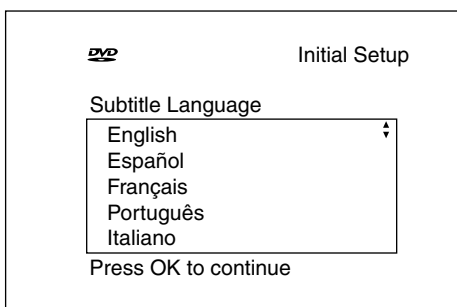 DVD Initial Setup
Subtitle Language
English
Español
Français
Português
Italiano
Press OK to continue